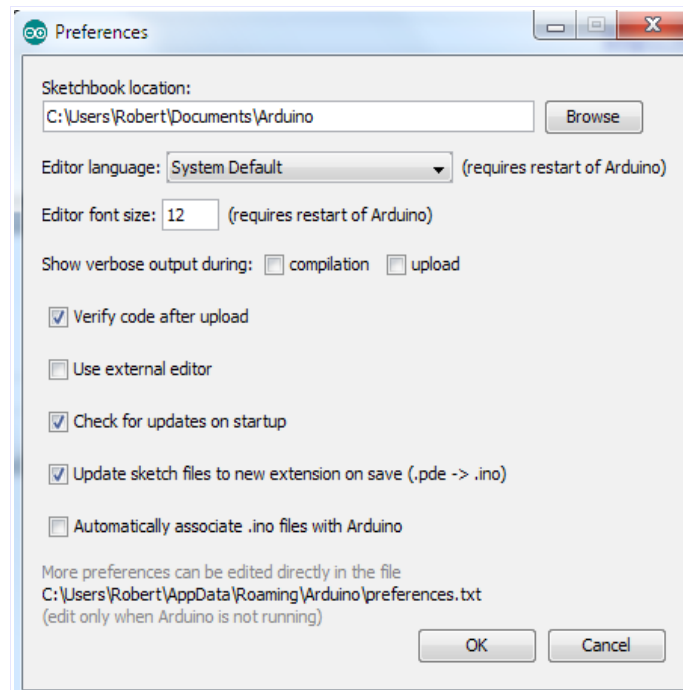 Preferences
Sketchbook location:
C:\Users\Robert\Documents\Arduino Browse
Editor language: System Default (requires restart of Arduino)
Editor font size: 12 (requires restart of Arduino)
Show verbose output during: compilation upload
Verify code after upload
Use external editor
Check for updates on startup
Update sketch files to new extension on save (.pde -> .ino)
Automatically associate .ino files with Arduino
More preferences can be edited directly in the file
C:\Users\Robert\AppData\Roaming\Arduino\preferences.txt
(edit only when Arduino is not running)
OK Cancel